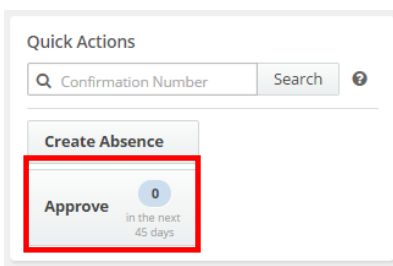 Quick Actions
Confirmation Number Search
Create Absence
Approve 0
in the next
45 days